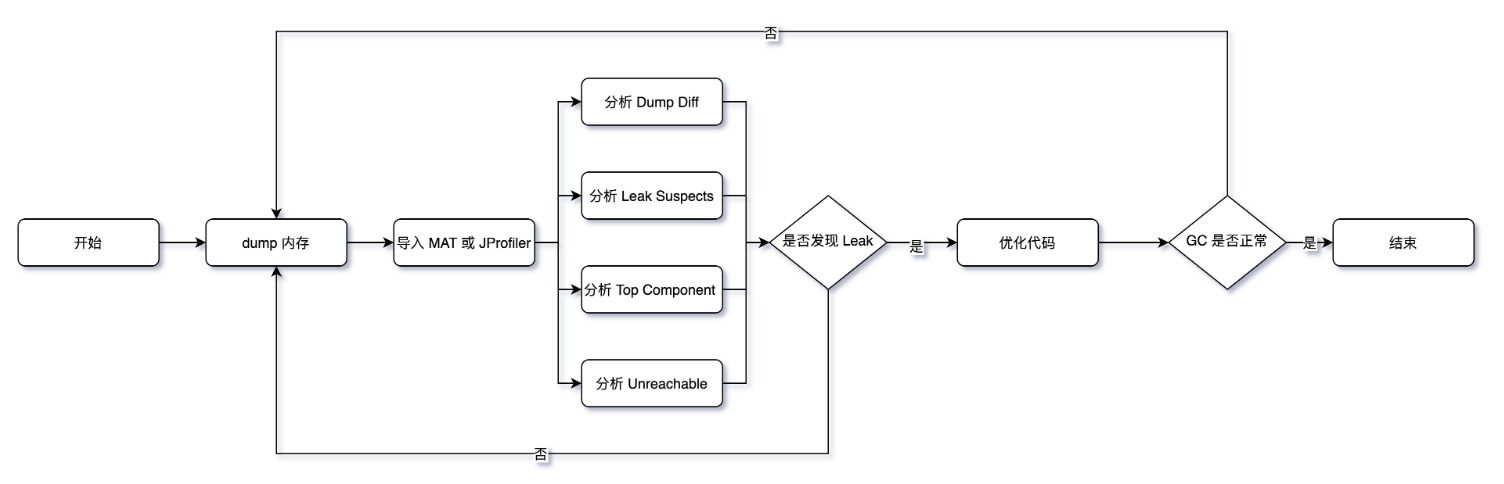 否
分析 Dump Diff
分析 Leak Suspects
开始
dump 内存
导入 MAT 或 JProfiler
是否发现 Leak
是
优化代码
GC 是否正常
是
结束
分析 Top Component
分析 Unreachable
否